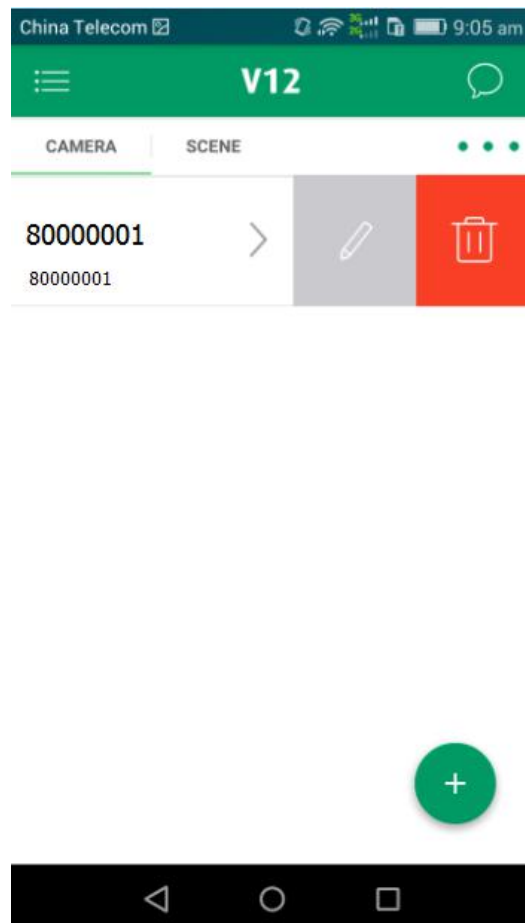 China Telecom 9:05 am
V12
CAMERA SCENE
80000001
80000001